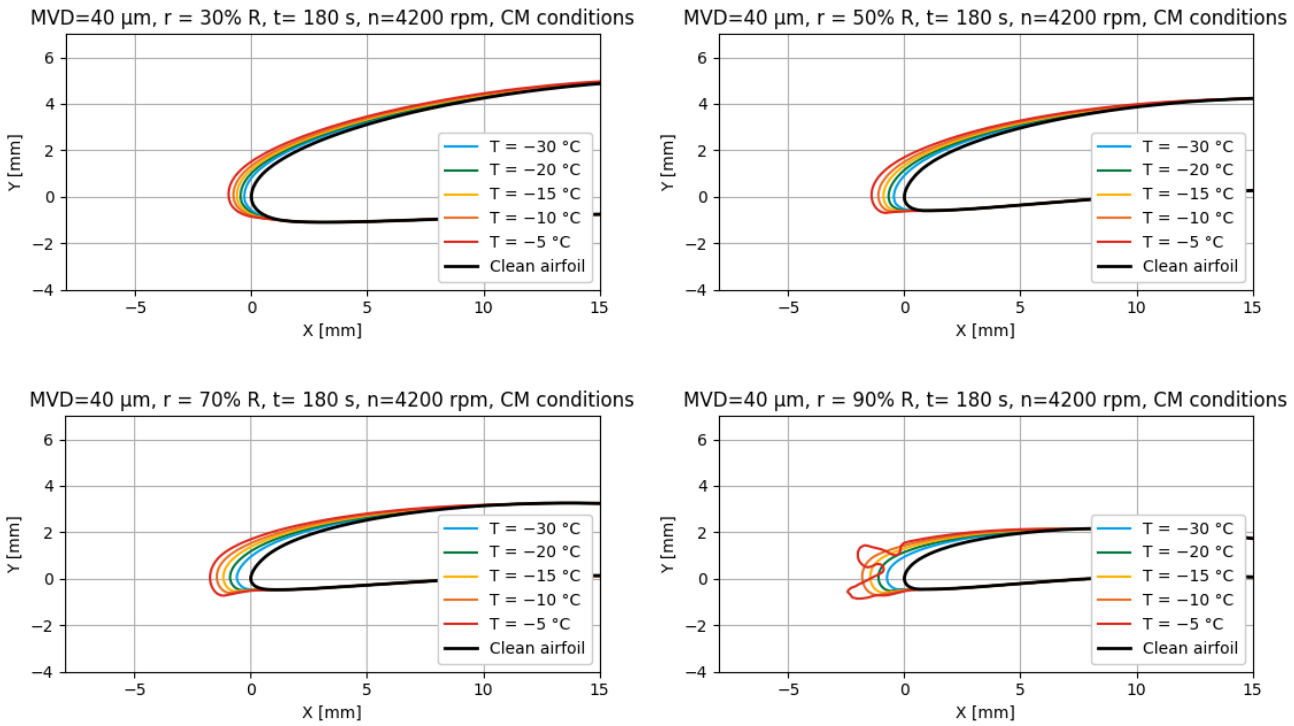 MVD=40 μm, r = 30% R, t= 180 s, n=4200 rpm, CM conditions
6
4
2
0
−2
−4
Y [mm]
−5
0
5
10
15
X [mm]
T = −30 °C
T = −20 °C
T = −15 °C
T = −10 °C
T = −5 °C
Clean airfoil
MVD=40 μm, r = 50% R, t= 180 s, n=4200 rpm, CM conditions
6
4
2
0
−2
−4
Y [mm]
−5
0
5
10
15
X [mm]
T = −30 °C
T = −20 °C
T = −15 °C
T = −10 °C
T = −5 °C
Clean airfoil
MVD=40 μm, r = 70% R, t= 180 s, n=4200 rpm, CM conditions
6
4
2
0
−2
−4
Y [mm]
−5
0
5
10
15
X [mm]
T = −30 °C
T = −20 °C
T = −15 °C
T = −10 °C
T = −5 °C
Clean airfoil
MVD=40 μm, r = 90% R, t= 180 s, n=4200 rpm, CM conditions
6
4
2
0
−2
−4
Y [mm]
−5
0
5
10
15
X [mm]
T = −30 °C
T = −20 °C
T = −15 °C
T = −10 °C
T = −5 °C
Clean airfoil